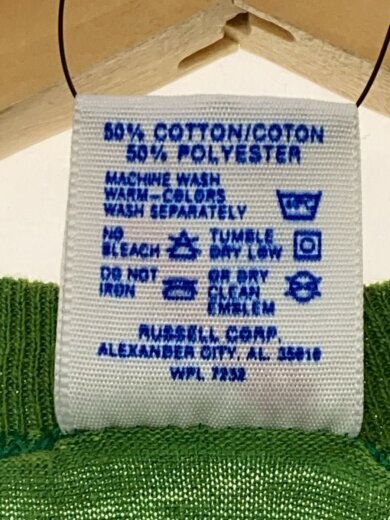 50% COTTON/COTON
50% POLYESTER
MACHINE WASH
WARM-COLORS
WASH SEPARATELY
NO
BLEACH
TUMBLE
DRY LOW
DO NOT
IRON
OR DRY
CLEAN
EMBLEM
RUSSELL CORP.
ALEXANDER CITY, AL. 35010
WPL 7233